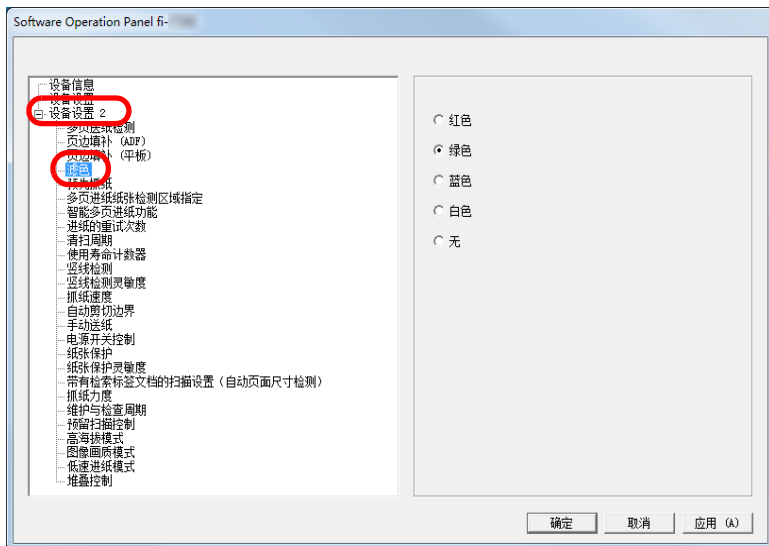 Software Operation Panel fi-
设备信息
设备设置
设备设置 2
多页送纸检测
页边填补 (ADF)
页边填补 (平板)
滤色
预先抓纸
多页进纸纸张检测区域指定
智能多页进纸功能
进纸的重试次数
清扫周期
使用寿命计数器
竖线检测
竖线检测灵敏度
抓纸速度
自动剪切边界
手动送纸
电源开关控制
纸张保护
纸张保护灵敏度
带有检索标签文档的扫描设置（自动页面尺寸检测）
抓纸力度
维护与检查周期
预留扫描控制
高海拔模式
图像画质模式
低速进纸模式
堆叠控制
红色
绿色
蓝色
白色
无
确定 取消 应用 (A)